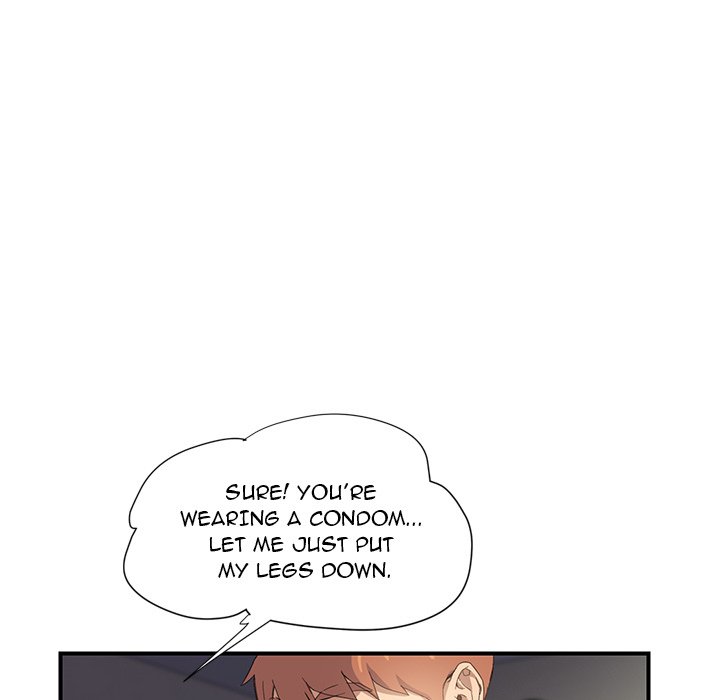 SURE! YOU'RE
WEARING A CONDOM...
LET ME JUST PUT
MY LEGS DOWN.